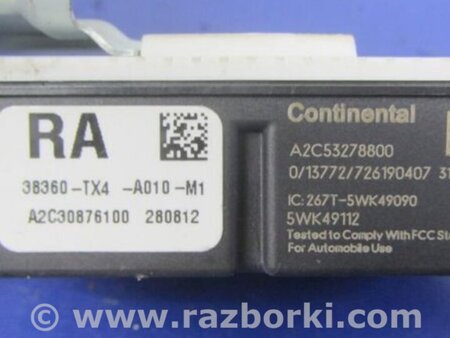 RA
38360-TX4 -A010-M1
A2C30876100 280812
Continental
A2C53278800
0/13772/726190407 31
IC: 267T-5WK49090
5WK49112
Tested to Comply With FCC Sta
For Automobile Use
www.razborki.com